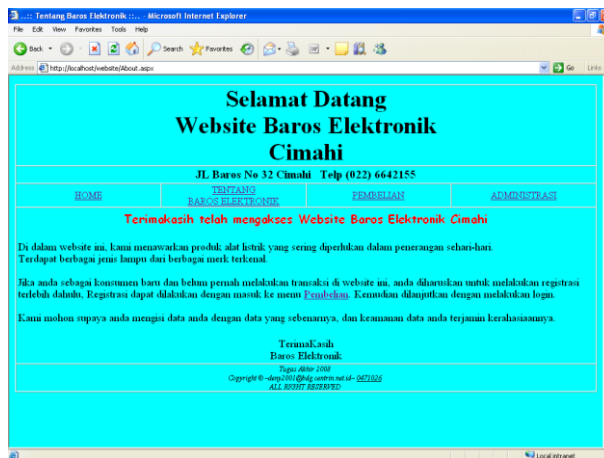 ..:: Tentang Baros Elektronik ::.. - Microsoft Internet Explorer
File Edit View Favorites Tools Help
Back Search Favorites
Address http://localhost/website/About.aspx Go Links
Selamat Datang
Website Baros Elektronik
Cimahi
JL Baros No 32 Cimahi Telp (022) 6642155
HOME
TENTANG
BAROS ELEKTRONIK
PEMBELIAN
ADMINISTRASI
Terimakasih telah mengakses Website Baros Elektronik Cimahi
Di dalam website ini, kami menawarkan produk alat listrik yang sering diperlukan dalam penerangan sehari-hari.
Terdapat berbagai jenis lampu dari berbagai merk terkenal.
Jika anda sebagai konsumen baru dan belum pernah melakukan transaksi di website ini, anda diharuskan untuk melakukan registrasi
terlebih dahulu, Registrasi dapat dilakukan dengan masuk ke menu Pembelian. Kemudian dilanjutkan dengan melakukan login.
Kami mohon supaya anda mengisi data anda dengan data yang sebenarnya, dan keamanan data anda terjamin kerahasiaannya.
TerimaKasih
Baros Elektronik
Tugas Akhir 2008
Copyright © -deny2001@bdg.centrin.net.id- 0471026
ALL RIGHT RESERVED
Local intranet